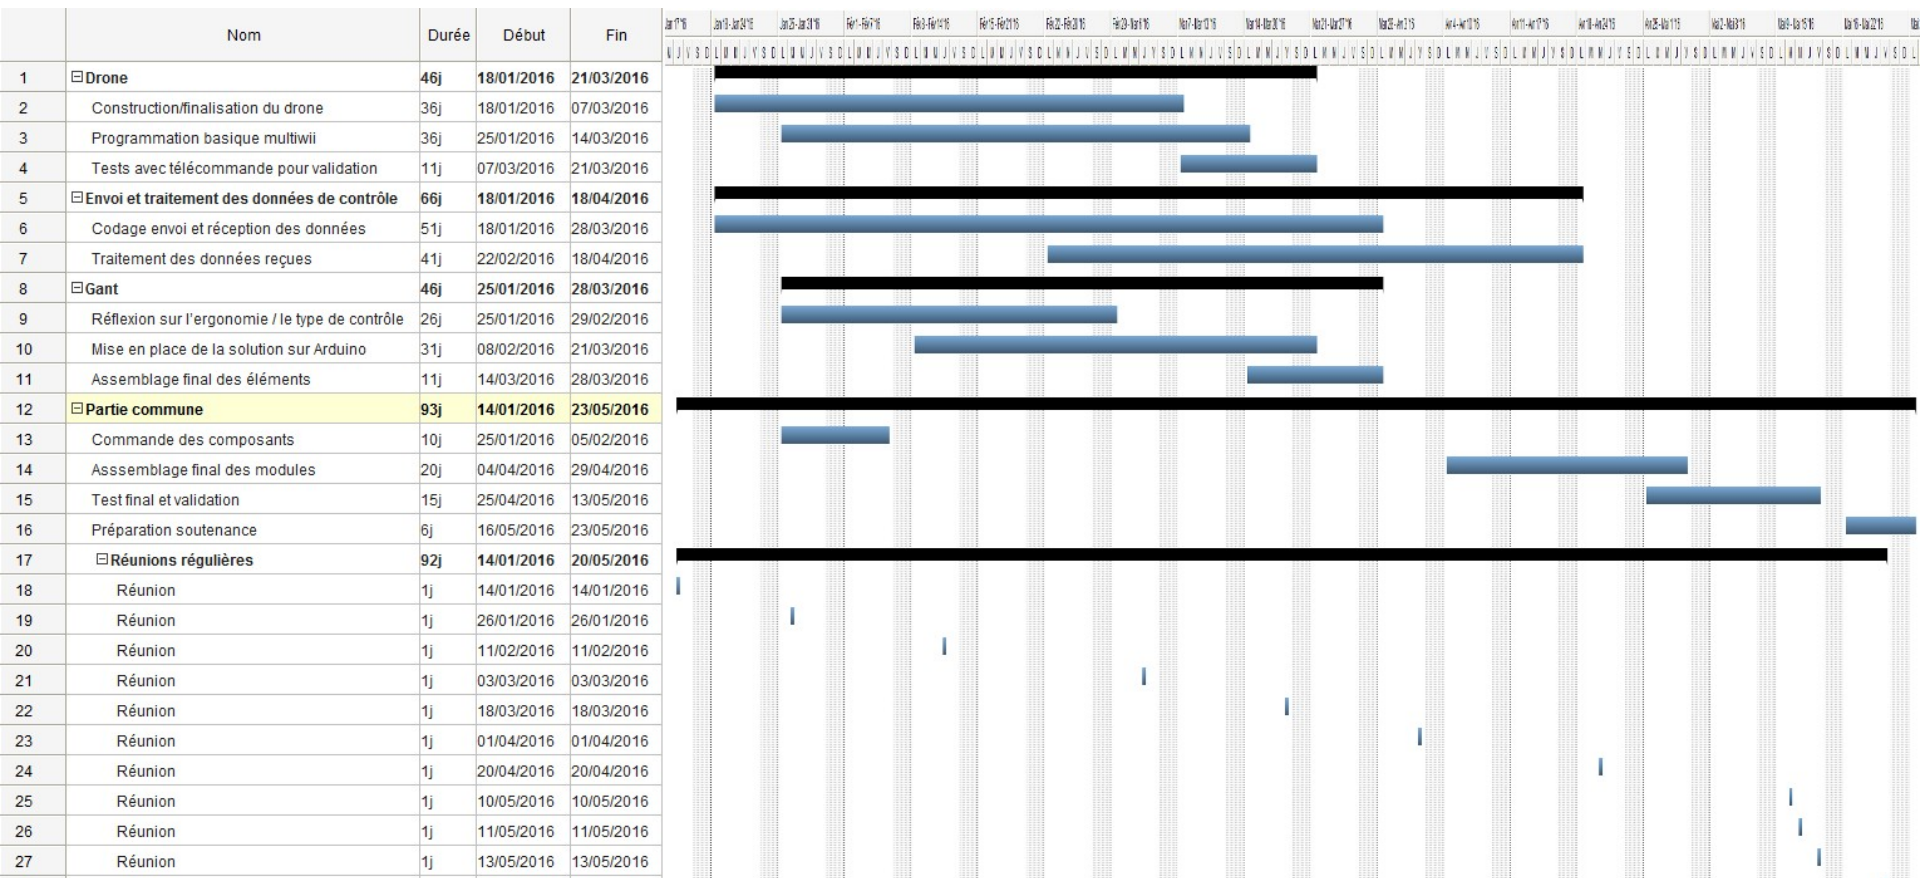 Nom Durée Début Fin
1 Drone 46j 18/01/2016 21/03/2016
2 Construction/finalisation du drone 36j 18/01/2016 07/03/2016
3 Programmation basique multiwii 36j 25/01/2016 14/03/2016
4 Tests avec télécommande pour validation 11j 07/03/2016 21/03/2016
5 Envoi et traitement des données de contrôle 66j 18/01/2016 18/04/2016
6 Codage envoi et réception des données 51j 18/01/2016 28/03/2016
7 Traitement des données reçues 41j 22/02/2016 18/04/2016
8 Gant 46j 25/01/2016 28/03/2016
9 Réflexion sur l'ergonomie / le type de contrôle 26j 25/01/2016 29/02/2016
10 Mise en place de la solution sur Arduino 31j 08/02/2016 21/03/2016
11 Assemblage final des éléments 11j 14/03/2016 28/03/2016
12 Partie commune 93j 14/01/2016 23/05/2016
13 Commande des composants 10j 25/01/2016 05/02/2016
14 Asssemblage final des modules 20j 04/04/2016 29/04/2016
15 Test final et validation 15j 25/04/2016 13/05/2016
16 Préparation soutenance 6j 16/05/2016 23/05/2016
17 Réunions régulières 92j 14/01/2016 20/05/2016
18 Réunion 1j 14/01/2016 14/01/2016
19 Réunion 1j 26/01/2016 26/01/2016
20 Réunion 1j 11/02/2016 11/02/2016
21 Réunion 1j 03/03/2016 03/03/2016
22 Réunion 1j 18/03/2016 18/03/2016
23 Réunion 1j 01/04/2016 01/04/2016
24 Réunion 1j 20/04/2016 20/04/2016
25 Réunion 1j 10/05/2016 10/05/2016
26 Réunion 1j 11/05/2016 11/05/2016
27 Réunion 1j 13/05/2016 13/05/2016